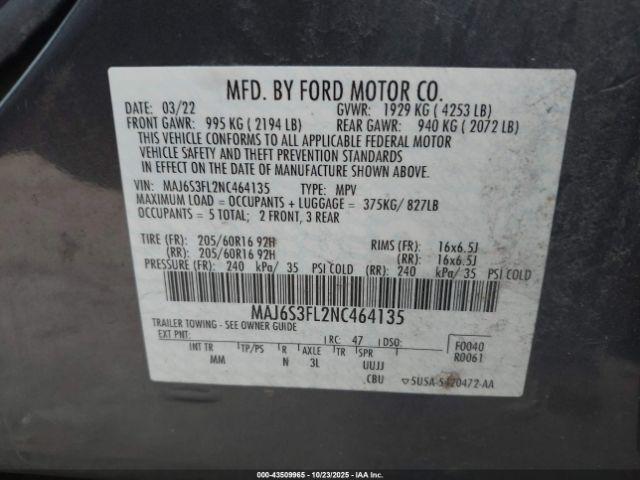 MFD. BY FORD MOTOR CO.
DATE: 03/22 GVWR: 1929 KG ( 4253 LB)
FRONT GAWR: 995 KG ( 2194 LB) REAR GAWR: 940 KG ( 2072 LB)
THIS VEHICLE CONFORMS TO ALL APPLICABLE FEDERAL MOTOR
VEHICLE SAFETY AND THEFT PREVENTION STANDARDS
IN EFFECT ON THE DATE OF MANUFACTURE SHOWN ABOVE.
VIN: MAJ6S3FL2NC464135 TYPE: MPV
MAXIMUM LOAD = OCCUPANTS + LUGGAGE = 375KG/ 827LB
OCCUPANTS = 5 TOTAL; 2 FRONT, 3 REAR
TIRE (FR): 205/60R16 92H RIMS (FR): 16x6.5J
(RR): 205/60R16 92H (RR): 16x6.5J
PRESSURE (FR): 240 kPa/ 35 PSI COLD (RR): 240 kPa/ 35 PSI COLD
MAJ6S3FL2NC464135
TRAILER TOWING - SEE OWNER GUIDE
EXT PNT: RC: 47 DSO: F0040
INT TR TP/PS R AXLE TR SPR R0061
MM N 3L UUJJ
CBU 5USA-5420472-AA
000-43509965 - 10/23/2025 - IAAI.COM